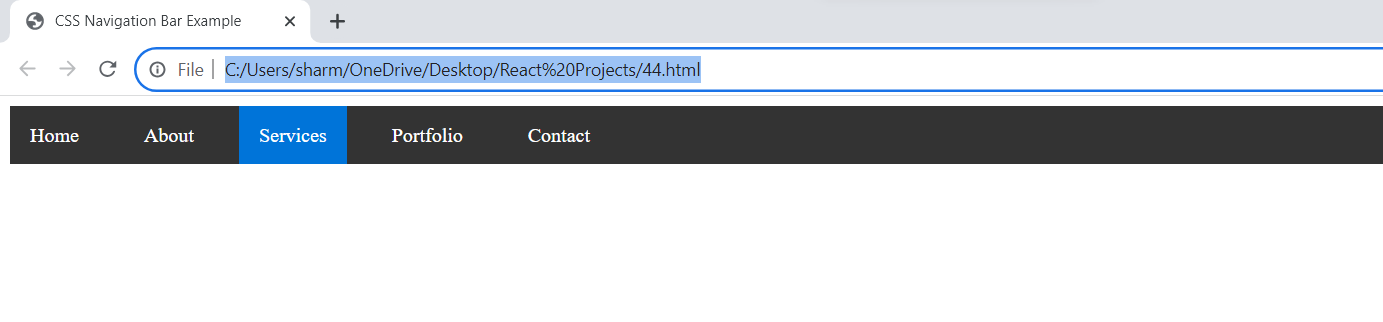 CSS Navigation Bar Example
File C:/Users/sharm/OneDrive/Desktop/React%20Projects/44.html
Home About Services Portfolio Contact